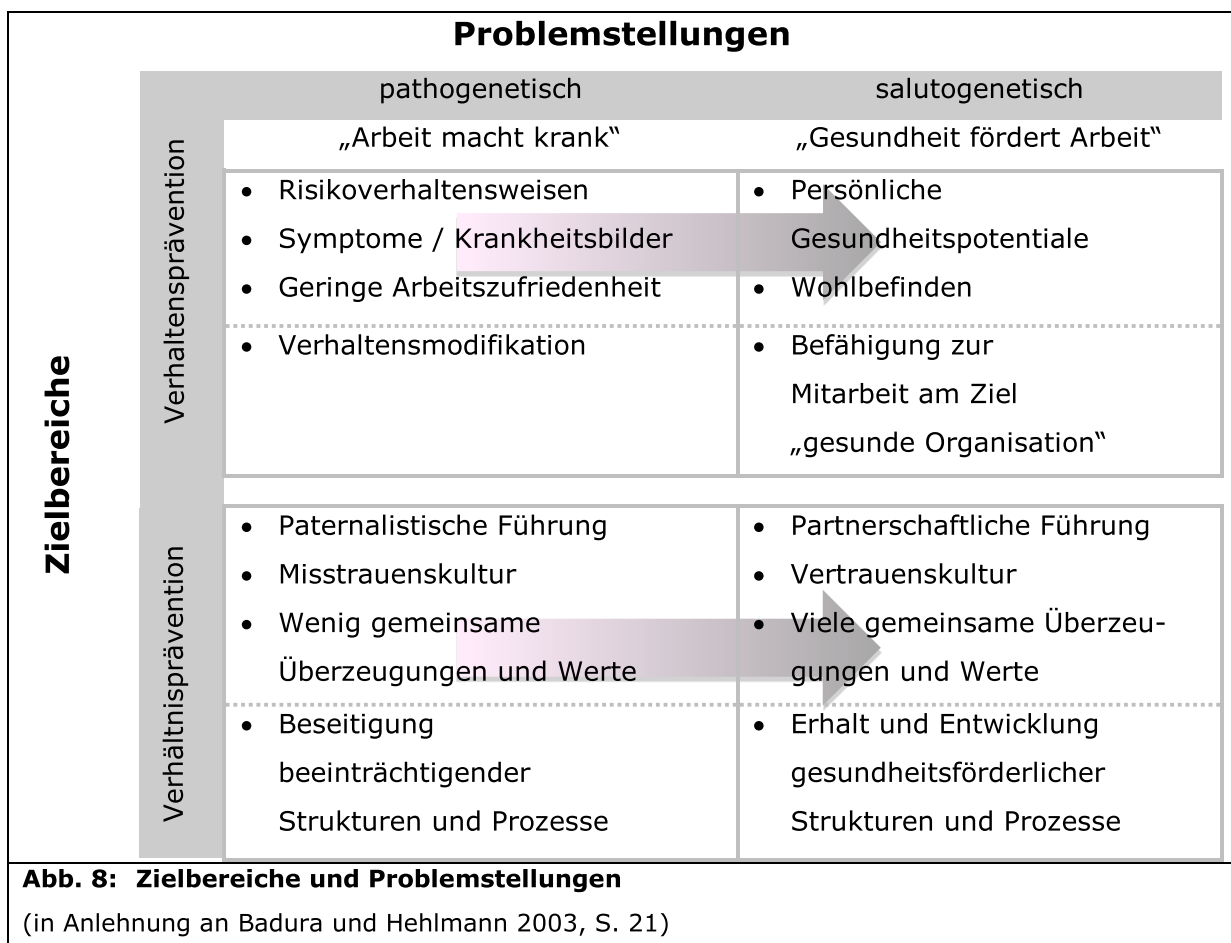 Problemstellungen
pathogenetisch
salutogenetisch
„Arbeit macht krank“
„Gesundheit fördert Arbeit“
Zielbereiche
Verhaltensprävention
• Risikoverhaltensweisen
• Symptome / Krankheitsbilder
• Geringe Arbeitszufriedenheit
• Persönliche
Gesundheitspotentiale
• Wohlbefinden
• Verhaltensmodifikation
• Befähigung zur
Mitarbeit am Ziel
„gesunde Organisation“
Verhältnisprävention
• Paternalistische Führung
• Misstrauenskultur
• Wenig gemeinsame
Überzeugungen und Werte
• Partnerschaftliche Führung
• Vertrauenskultur
• Viele gemeinsame Überzeu-
gungen und Werte
• Beseitigung
beeinträchtigender
Strukturen und Prozesse
• Erhalt und Entwicklung
gesundheitsförderlicher
Strukturen und Prozesse
Abb. 8: Zielbereiche und Problemstellungen
(in Anlehnung an Badura und Hehlmann 2003, S. 21)